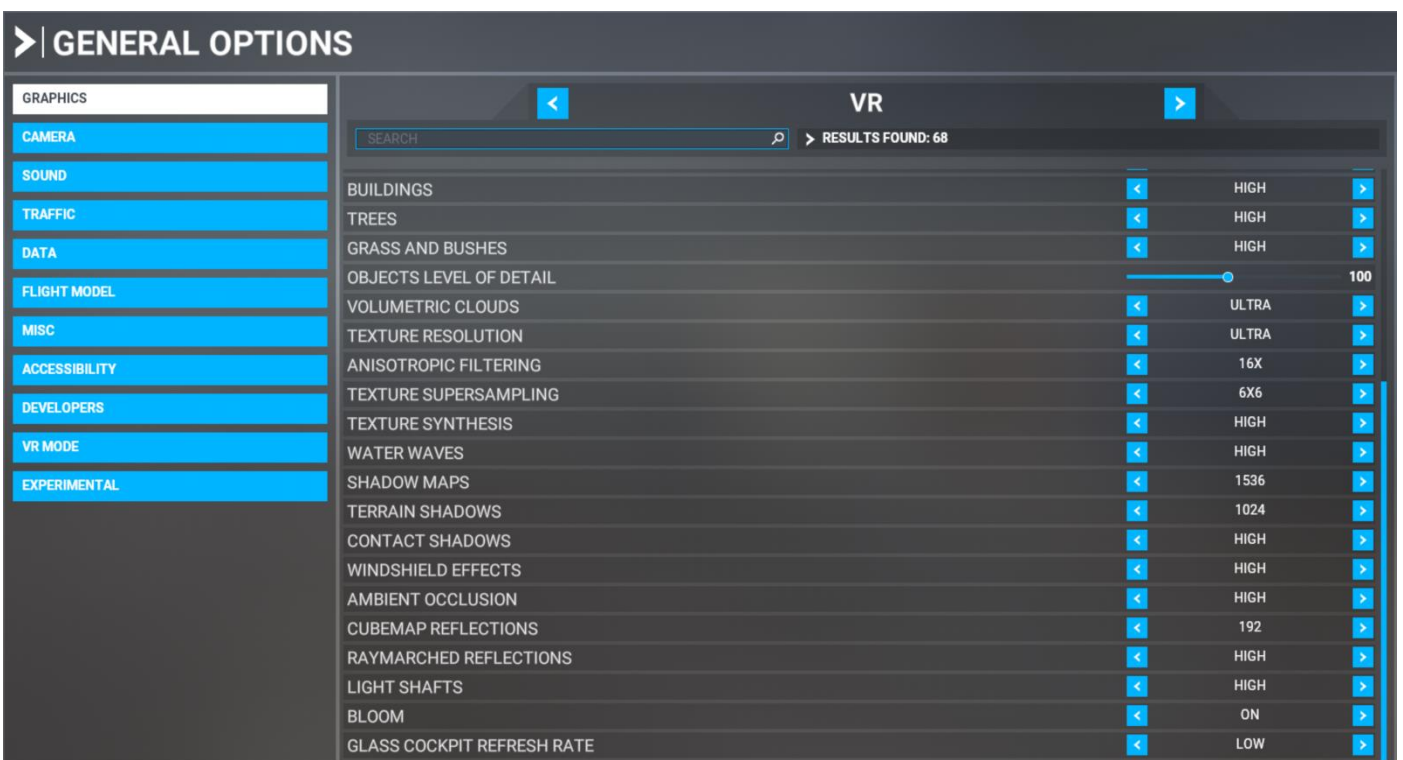 GENERAL OPTIONS
GRAPHICS
CAMERA
SOUND
TRAFFIC
DATA
FLIGHT MODEL
MISC
ACCESSIBILITY
DEVELOPERS
VR MODE
EXPERIMENTAL
VR
SEARCH RESULTS FOUND: 68
BUILDINGS HIGH
TREES HIGH
GRASS AND BUSHES HIGH
OBJECTS LEVEL OF DETAIL 100
VOLUMETRIC CLOUDS ULTRA
TEXTURE RESOLUTION ULTRA
ANISOTROPIC FILTERING 16X
TEXTURE SUPERSAMPLING 6X6
TEXTURE SYNTHESIS HIGH
WATER WAVES HIGH
SHADOW MAPS 1536
TERRAIN SHADOWS 1024
CONTACT SHADOWS HIGH
WINDSHIELD EFFECTS HIGH
AMBIENT OCCLUSION HIGH
CUBEMAP REFLECTIONS 192
RAYMARCHED REFLECTIONS HIGH
LIGHT SHAFTS HIGH
BLOOM ON
GLASS COCKPIT REFRESH RATE LOW